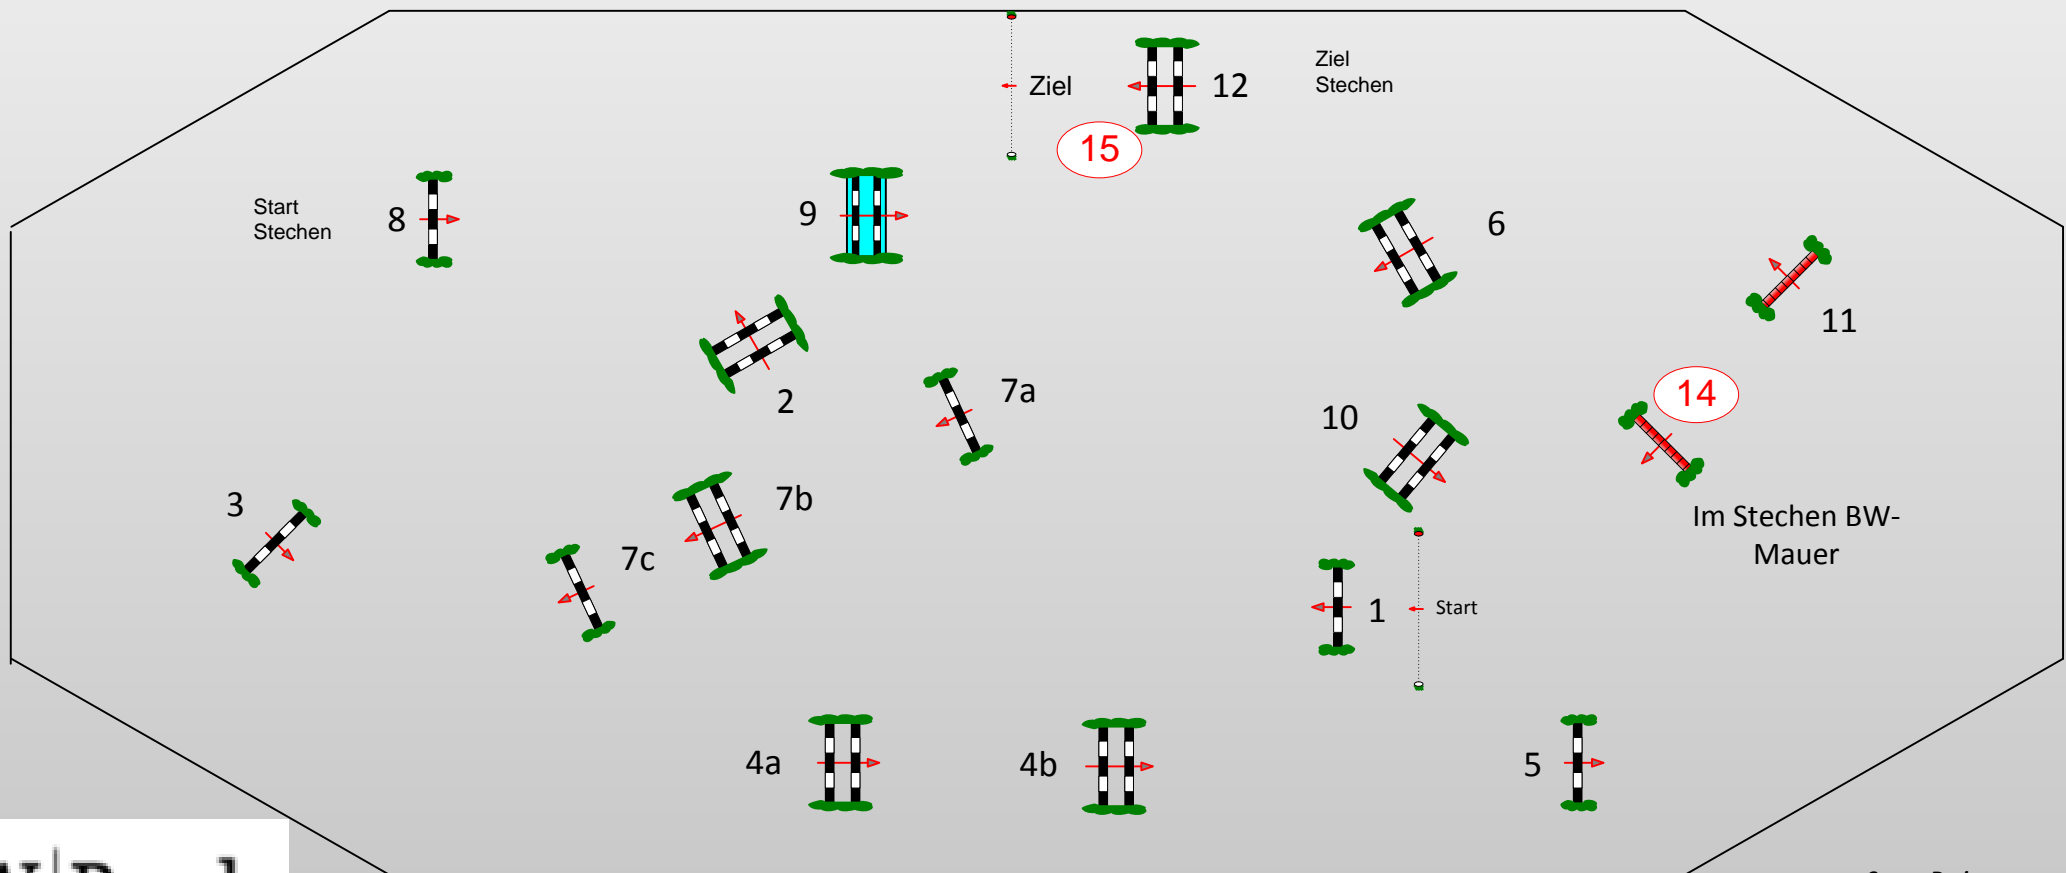 Ziel
12
Ziel
Stechen
15
8
Start
Stechen
9
6
11
2
7a
10
14
3
7b
Im Stechen BW-
Mauer
7c
1
Start
4a
4b
5